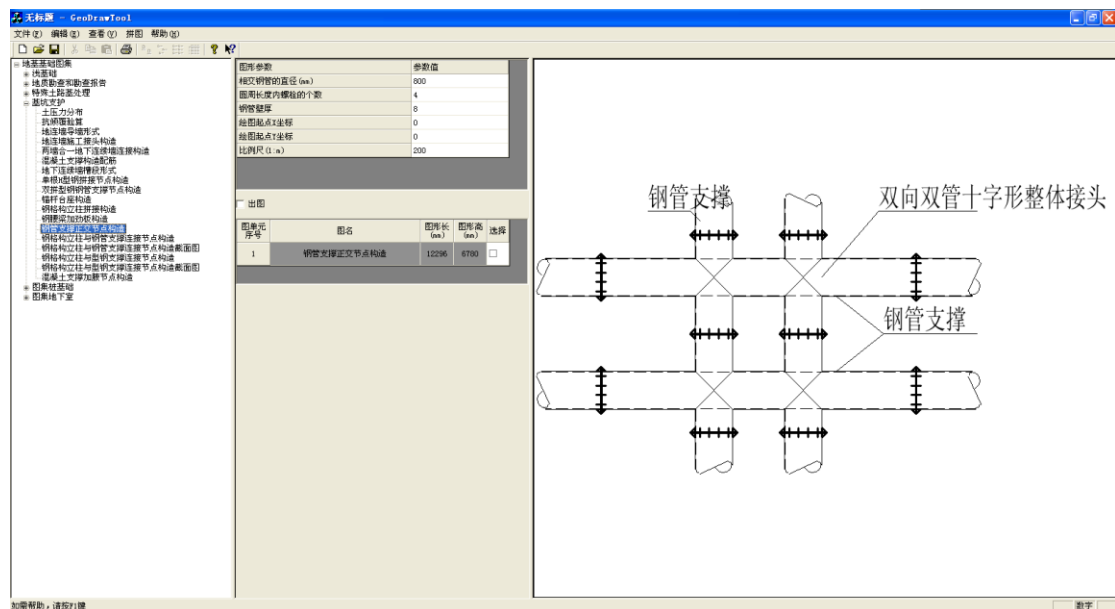 无标题 - GeoDrawTool
文件(F) 编辑(E) 查看(V) 拼图 帮助(H)
地基基础图集
浅基础
地质勘查和勘查报告
特殊土路基处理
基坑支护
土压力分布
抗倾覆验算
地连墙导墙形式
地连墙施工接头构造
两墙合一地下连续墙连接构造
混凝土支撑构造配筋
地下连续墙槽段形式
单根H型钢拼接节点构造
双拼型钢钢管支撑节点构造
锚杆台座构造
钢格构立柱拼接构造
钢腰梁加劲板构造
钢管支撑正交节点构造
钢格构立柱与钢管支撑连接节点构造
钢格构立柱与钢管支撑连接节点构造截面图
钢格构立柱与型钢支撑连接节点构造
钢格构立柱与型钢支撑连接节点构造截面图
混凝土支撑加腋节点构造
图集桩基础
图集地下室
图形参数 参数值
相交钢管的直径(mm) 800
圆周长度内螺栓的个数 4
钢管壁厚 8
绘图起点X坐标 0
绘图起点Y坐标 0
比例尺(1:n) 200
出图
图单元序号 图名 图形长(mm) 图形高(mm) 选择
1 钢管支撑正交节点构造 12296 6780
钢管支撑 双向双管十字形整体接头
钢管支撑
如需帮助，请按F1键 数字